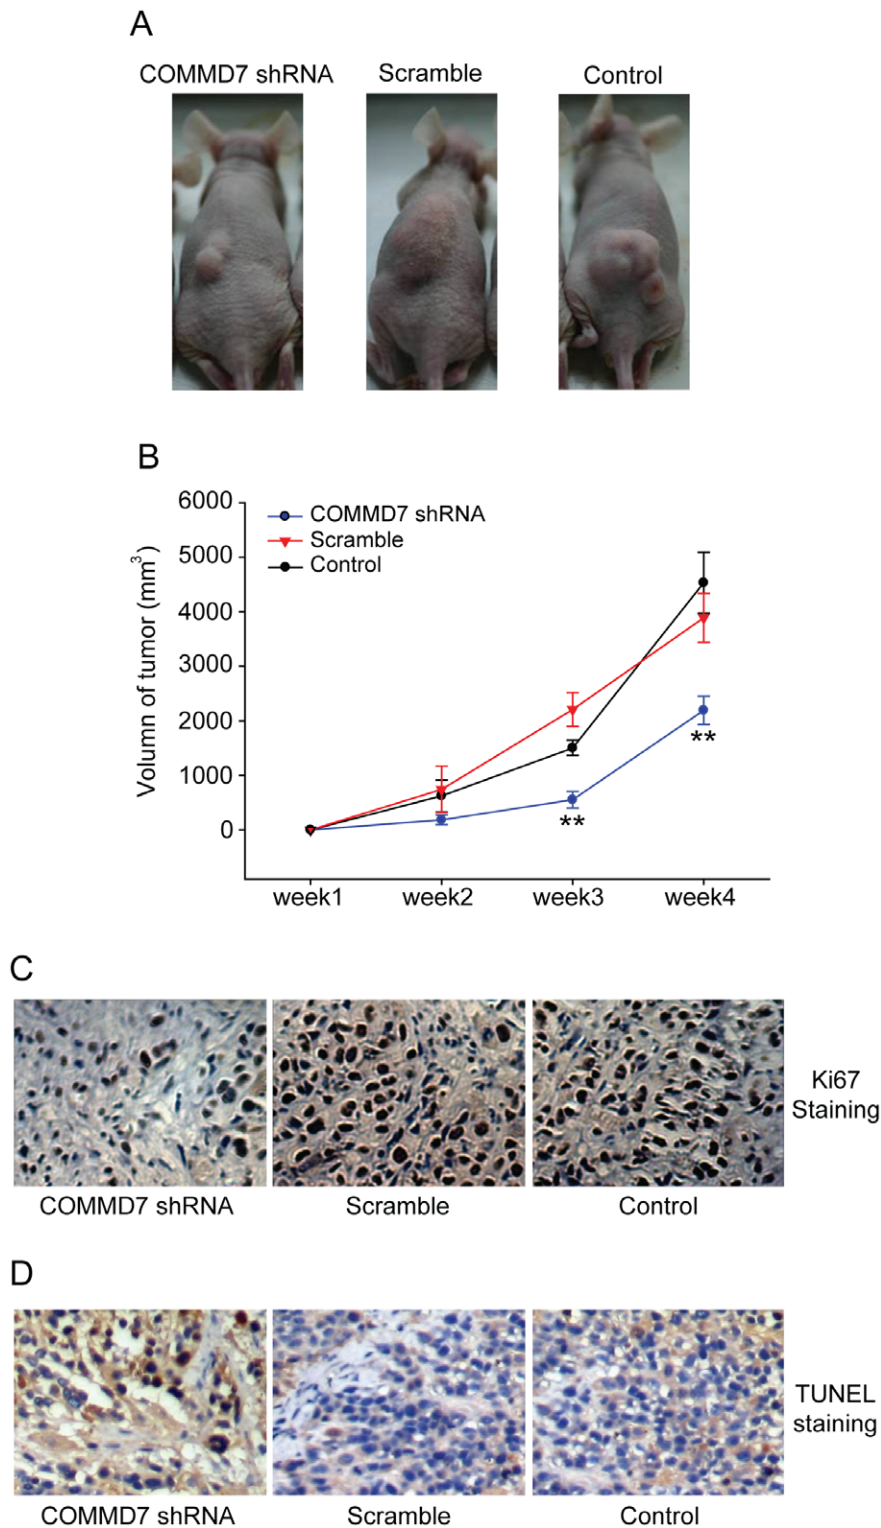 A
COMMD7 shRNA
Scramble
Control
B
6000
5000
4000
3000
2000
1000
0
Volumn of tumor (mm3)
COMMD7 shRNA
Scramble
Control
**
**
week1
week2
week3
week4
C
Ki67
Staining
COMMD7 shRNA
Scramble
Control
D
TUNEL
staining
COMMD7 shRNA
Scramble
Control